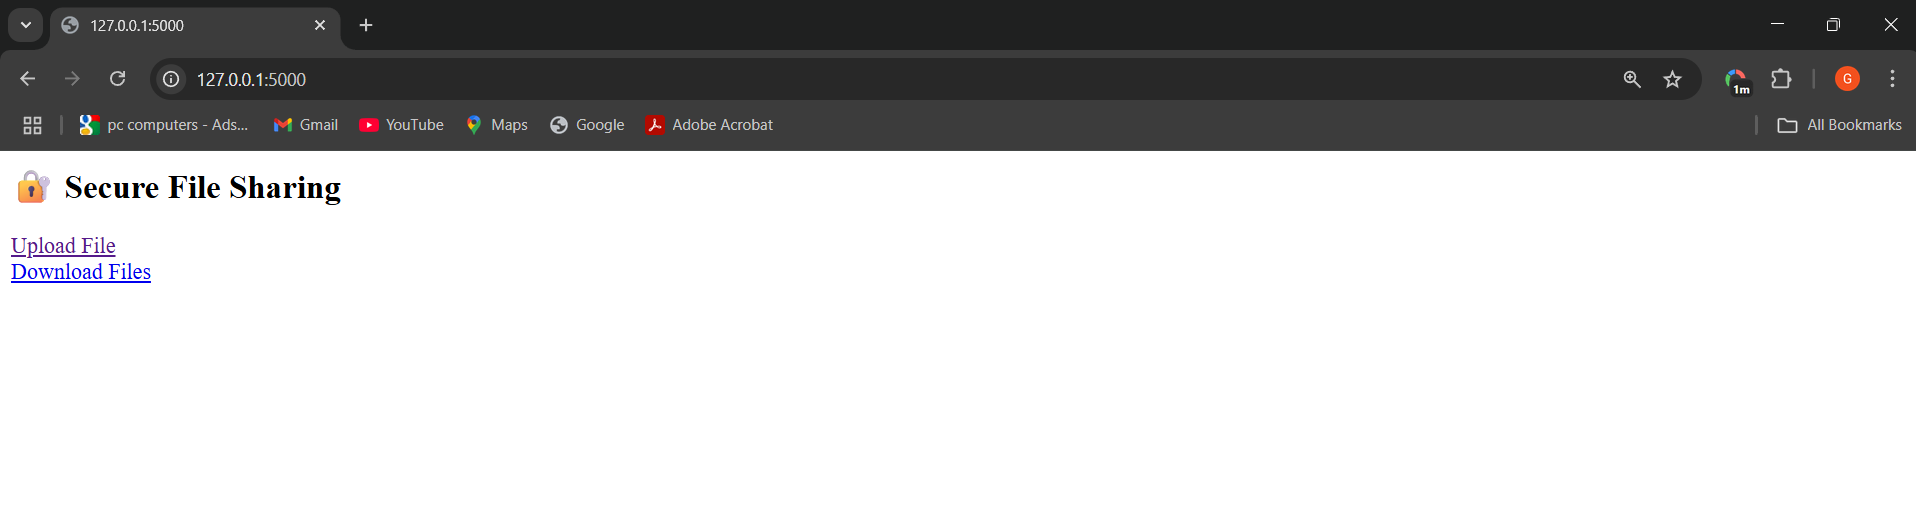 127.0.0.1:5000
127.0.0.1:5000
1m
G
pc computers - Ads...
Gmail
YouTube
Maps
Google
Adobe Acrobat
All Bookmarks
🔐 Secure File Sharing
Upload File
Download Files